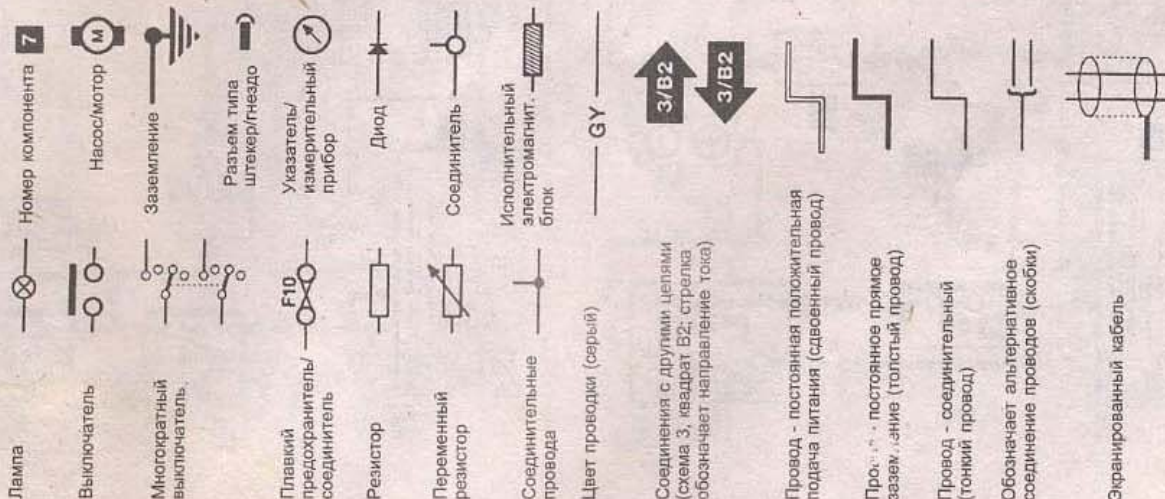 Лампа
Номер компонента
7
Выключатель
Насос/мотор
M
Многократный
выключатель
Заземление
Разъем типа
штекер/гнездо
Плавкий
предохранитель/
соединитель
F10
Указатель/
измерительный
прибор
Резистор
Диод
Переменный
резистор
Соединитель
Соединительные
провода
Исполнительный
электромагнит.
блок
Цвет проводки (серый)
GY
Соединения с другими цепями
(схема 3, квадрат В2; стрелка
обозначает направление тока)
3/B2
3/B2
Провод - постоянная положительная
подача питания (сдвоенный провод)
постоянное прямое
(толстый провод)
Провод - соединительный
(тонкий провод)
Обозначает альтернативное
соединение проводов (скобки)
Экранированный кабель